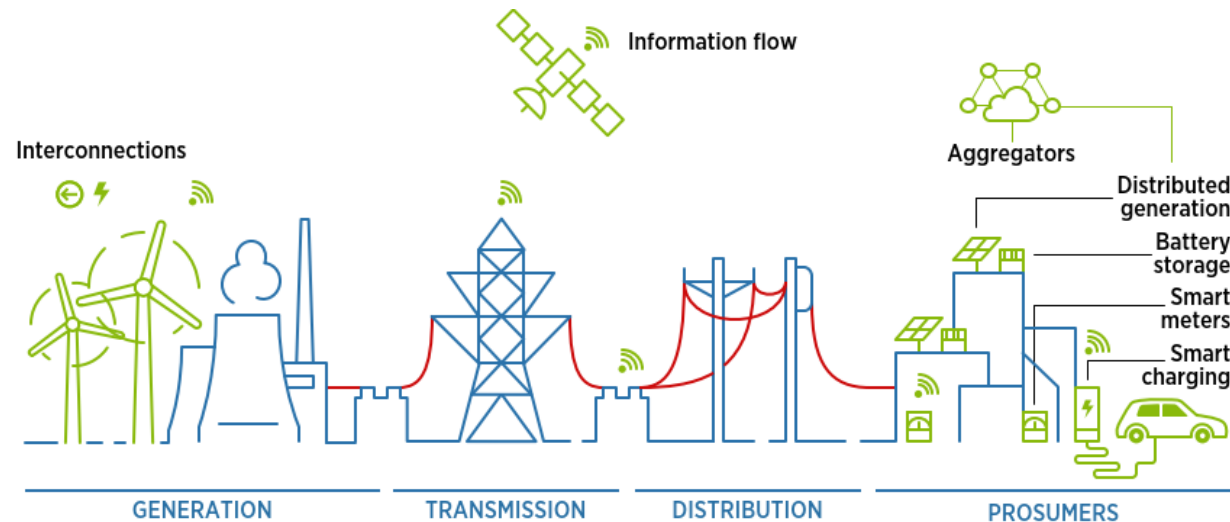 Information flow
Interconnections
Aggregators
Distributed
generation
Battery
storage
Smart
meters
Smart
charging
GENERATION
TRANSMISSION
DISTRIBUTION
PROSUMERS